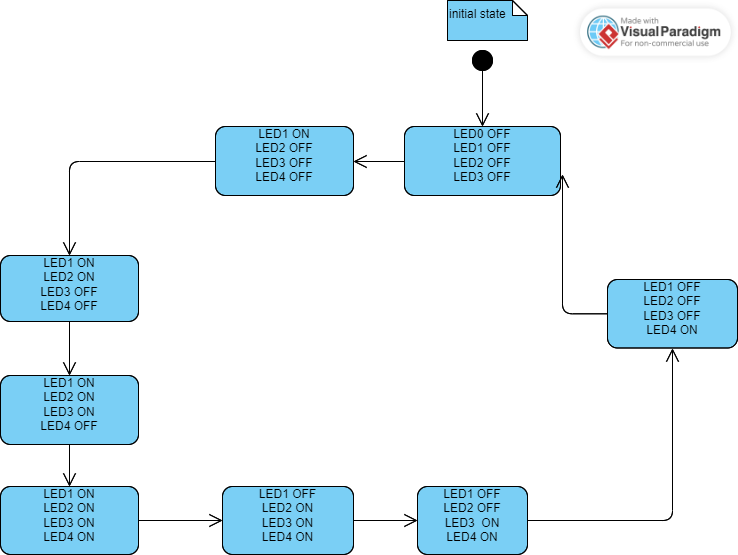 initial state
Made with
Visual Paradigm
For non-commercial use
LED1 ON
LED2 OFF
LED3 OFF
LED4 OFF
LED0 OFF
LED1 OFF
LED2 OFF
LED3 OFF
LED1 ON
LED2 ON
LED3 OFF
LED4 OFF
LED1 OFF
LED2 OFF
LED3 OFF
LED4 ON
LED1 ON
LED2 ON
LED3 ON
LED4 OFF
LED1 ON
LED2 ON
LED3 ON
LED4 ON
LED1 OFF
LED2 ON
LED3 ON
LED4 ON
LED1 OFF
LED2 OFF
LED3 ON
LED4 ON